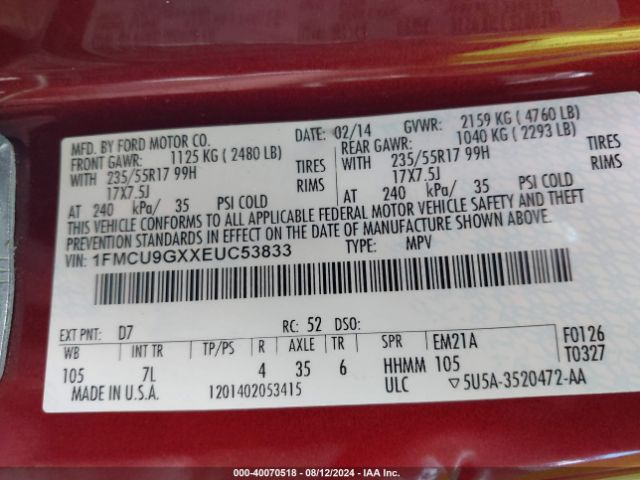 MFD. BY FORD MOTOR CO.
DATE: 02/14 GVWR: 2159 KG ( 4760 LB)
FRONT GAWR: 1125 KG ( 2480 LB) REAR GAWR: 1040 KG ( 2293 LB)
WITH 235/55R17 99H TIRES WITH 235/55R17 99H TIRES
17X7.5J RIMS 17X7.5J RIMS
AT 240 kPa/ 35 PSI COLD AT 240 kPa/ 35 PSI COLD
THIS VEHICLE CONFORMS TO ALL APPLICABLE FEDERAL MOTOR VEHICLE SAFETY AND THEFT
PREVENTION STANDARDS IN EFFECT ON THE DATE OF MANUFACTURE SHOWN ABOVE.
VIN: 1FMCU9GXXEUC53833 TYPE: MPV
EXT PNT: D7 RC: 52 DSO:
WB INT TR TP/PS R AXLE TR SPR EM21A F0126
105 7L 4 35 6 HHMM 105 T0327
MADE IN U.S.A. 1201402053415 ULC ▽5U5A-3520472-AA
000-40070518 - 08/12/2024 - IAA Inc.